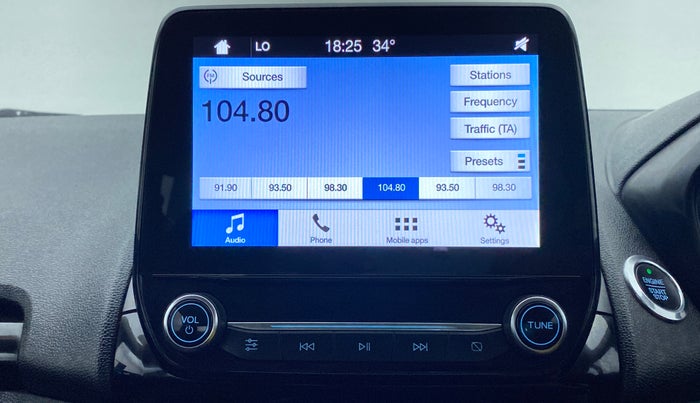 LO 18:25 34°
FM Sources
Stations
104.80
Frequency
Traffic (TA)
Presets
91.90 93.50 98.30 104.80 93.50 98.30
Audio Phone Mobile apps Settings
ENGINE
START
STOP
VOL
TUNE